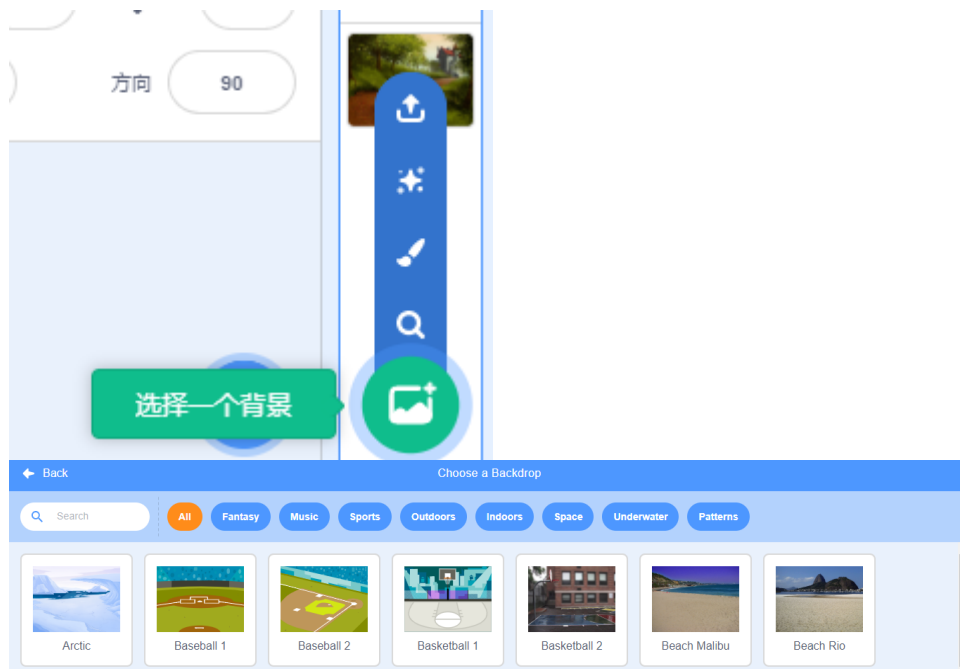 方向 90
选择一个背景
Back Choose a Backdrop
Search All Fantasy Music Sports Outdoors Indoors Space Underwater Patterns
Arctic Baseball 1 Baseball 2 Basketball 1 Basketball 2 Beach Malibu Beach Rio